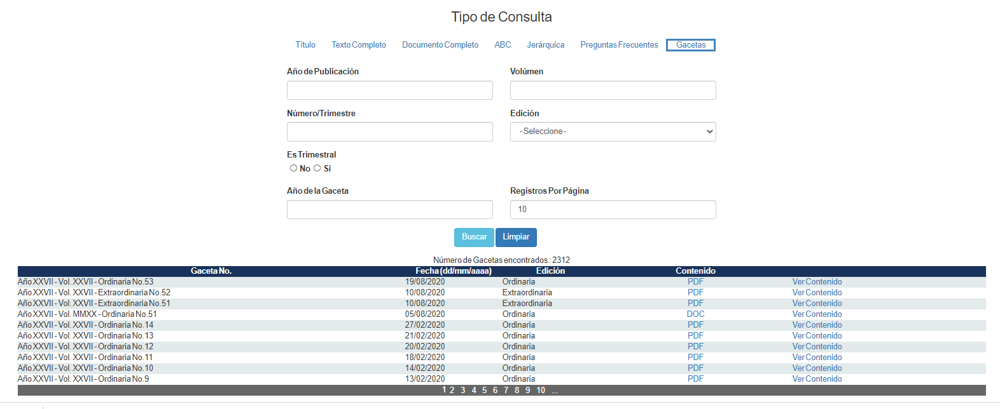 Tipo de Consulta
Título Texto Completo Documento Completo ABC Jerárquica Preguntas Frecuentes Gacetas
Año de Publicación Volúmen
Número/Trimestre Edición
- Seleccione -
Es Trimestral
No Si
Año de la Gaceta Registros Por Página
10
Buscar Limpiar
Número de Gacetas encontrados : 2312
Gaceta No. Fecha (dd/mm/aaaa) Edición Contenido
Año XXVII - Vol. XXVII - Ordinaria No. 53 19/08/2020 Ordinaria PDF Ver Contenido
Año XXVII - Vol. XXVII - Extraordinaria No. 52 10/08/2020 Extraordinaria PDF Ver Contenido
Año XXVII - Vol. XXVII - Extraordinaria No. 51 10/08/2020 Extraordinaria PDF Ver Contenido
Año XXVII - Vol. MMXX - Ordinaria No. 51 05/08/2020 Ordinaria DOC Ver Contenido
Año XXVII - Vol. XXVII - Ordinaria No. 14 27/02/2020 Ordinaria PDF Ver Contenido
Año XXVII - Vol. XXVII - Ordinaria No. 13 21/02/2020 Ordinaria PDF Ver Contenido
Año XXVII - Vol. XXVII - Ordinaria No. 12 20/02/2020 Ordinaria PDF Ver Contenido
Año XXVII - Vol. XXVII - Ordinaria No. 11 18/02/2020 Ordinaria PDF Ver Contenido
Año XXVII - Vol. XXVII - Ordinaria No. 10 14/02/2020 Ordinaria PDF Ver Contenido
Año XXVII - Vol. XXVII - Ordinaria No. 9 13/02/2020 Ordinaria PDF Ver Contenido
1 2 3 4 5 6 7 8 9 10 ...